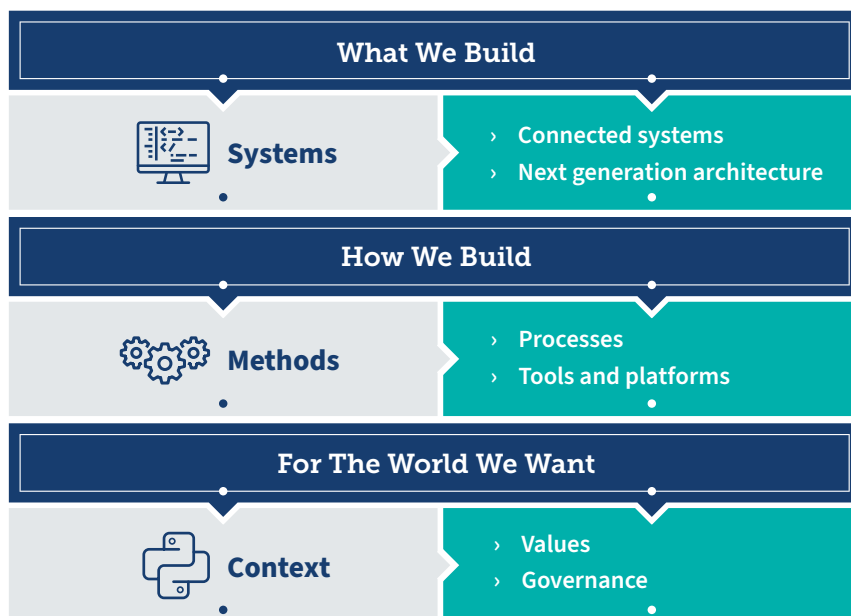 What We Build
Systems
› Connected systems
› Next generation architecture
How We Build
Methods
› Processes
› Tools and platforms
For The World We Want
Context
› Values
› Governance